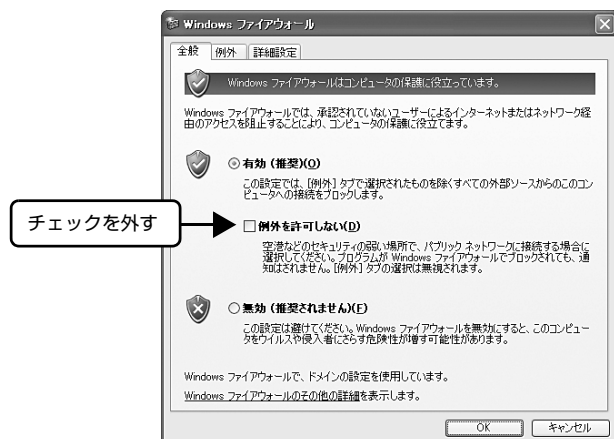 Windows ファイアウォール
全般
例外
詳細設定
Windows ファイアウォールはコンピュータの保護に役立っています。
Windows ファイアウォールでは、承認されていないユーザーによるインターネットまたはネットワーク経
由のアクセスを阻止することにより、コンピュータの保護に役立てます。
有効 (推奨)(O)
この設定では、[例外] タブで選択されたものを除くすべての外部ソースからのこのコン
ピュータへの接続をブロックします。
チェックを外す
例外を許可しない(D)
空港などのセキュリティの弱い場所で、パブリック ネットワークに接続する場合に
選択してください。プログラムが Windows ファイアウォールでブロックされても、通
知はされません。[例外] タブの選択は無視されます。
無効 (推奨されません)(F)
この設定は避けてください。Windows ファイアウォールを無効にすると、このコンピュー
タをウイルスや侵入者にさらす危険性が増す可能性があります。
Windows ファイアウォールで、ドメインの設定を使用しています。
Windows ファイアウォールのその他の詳細を表示します。
OK
キャンセル